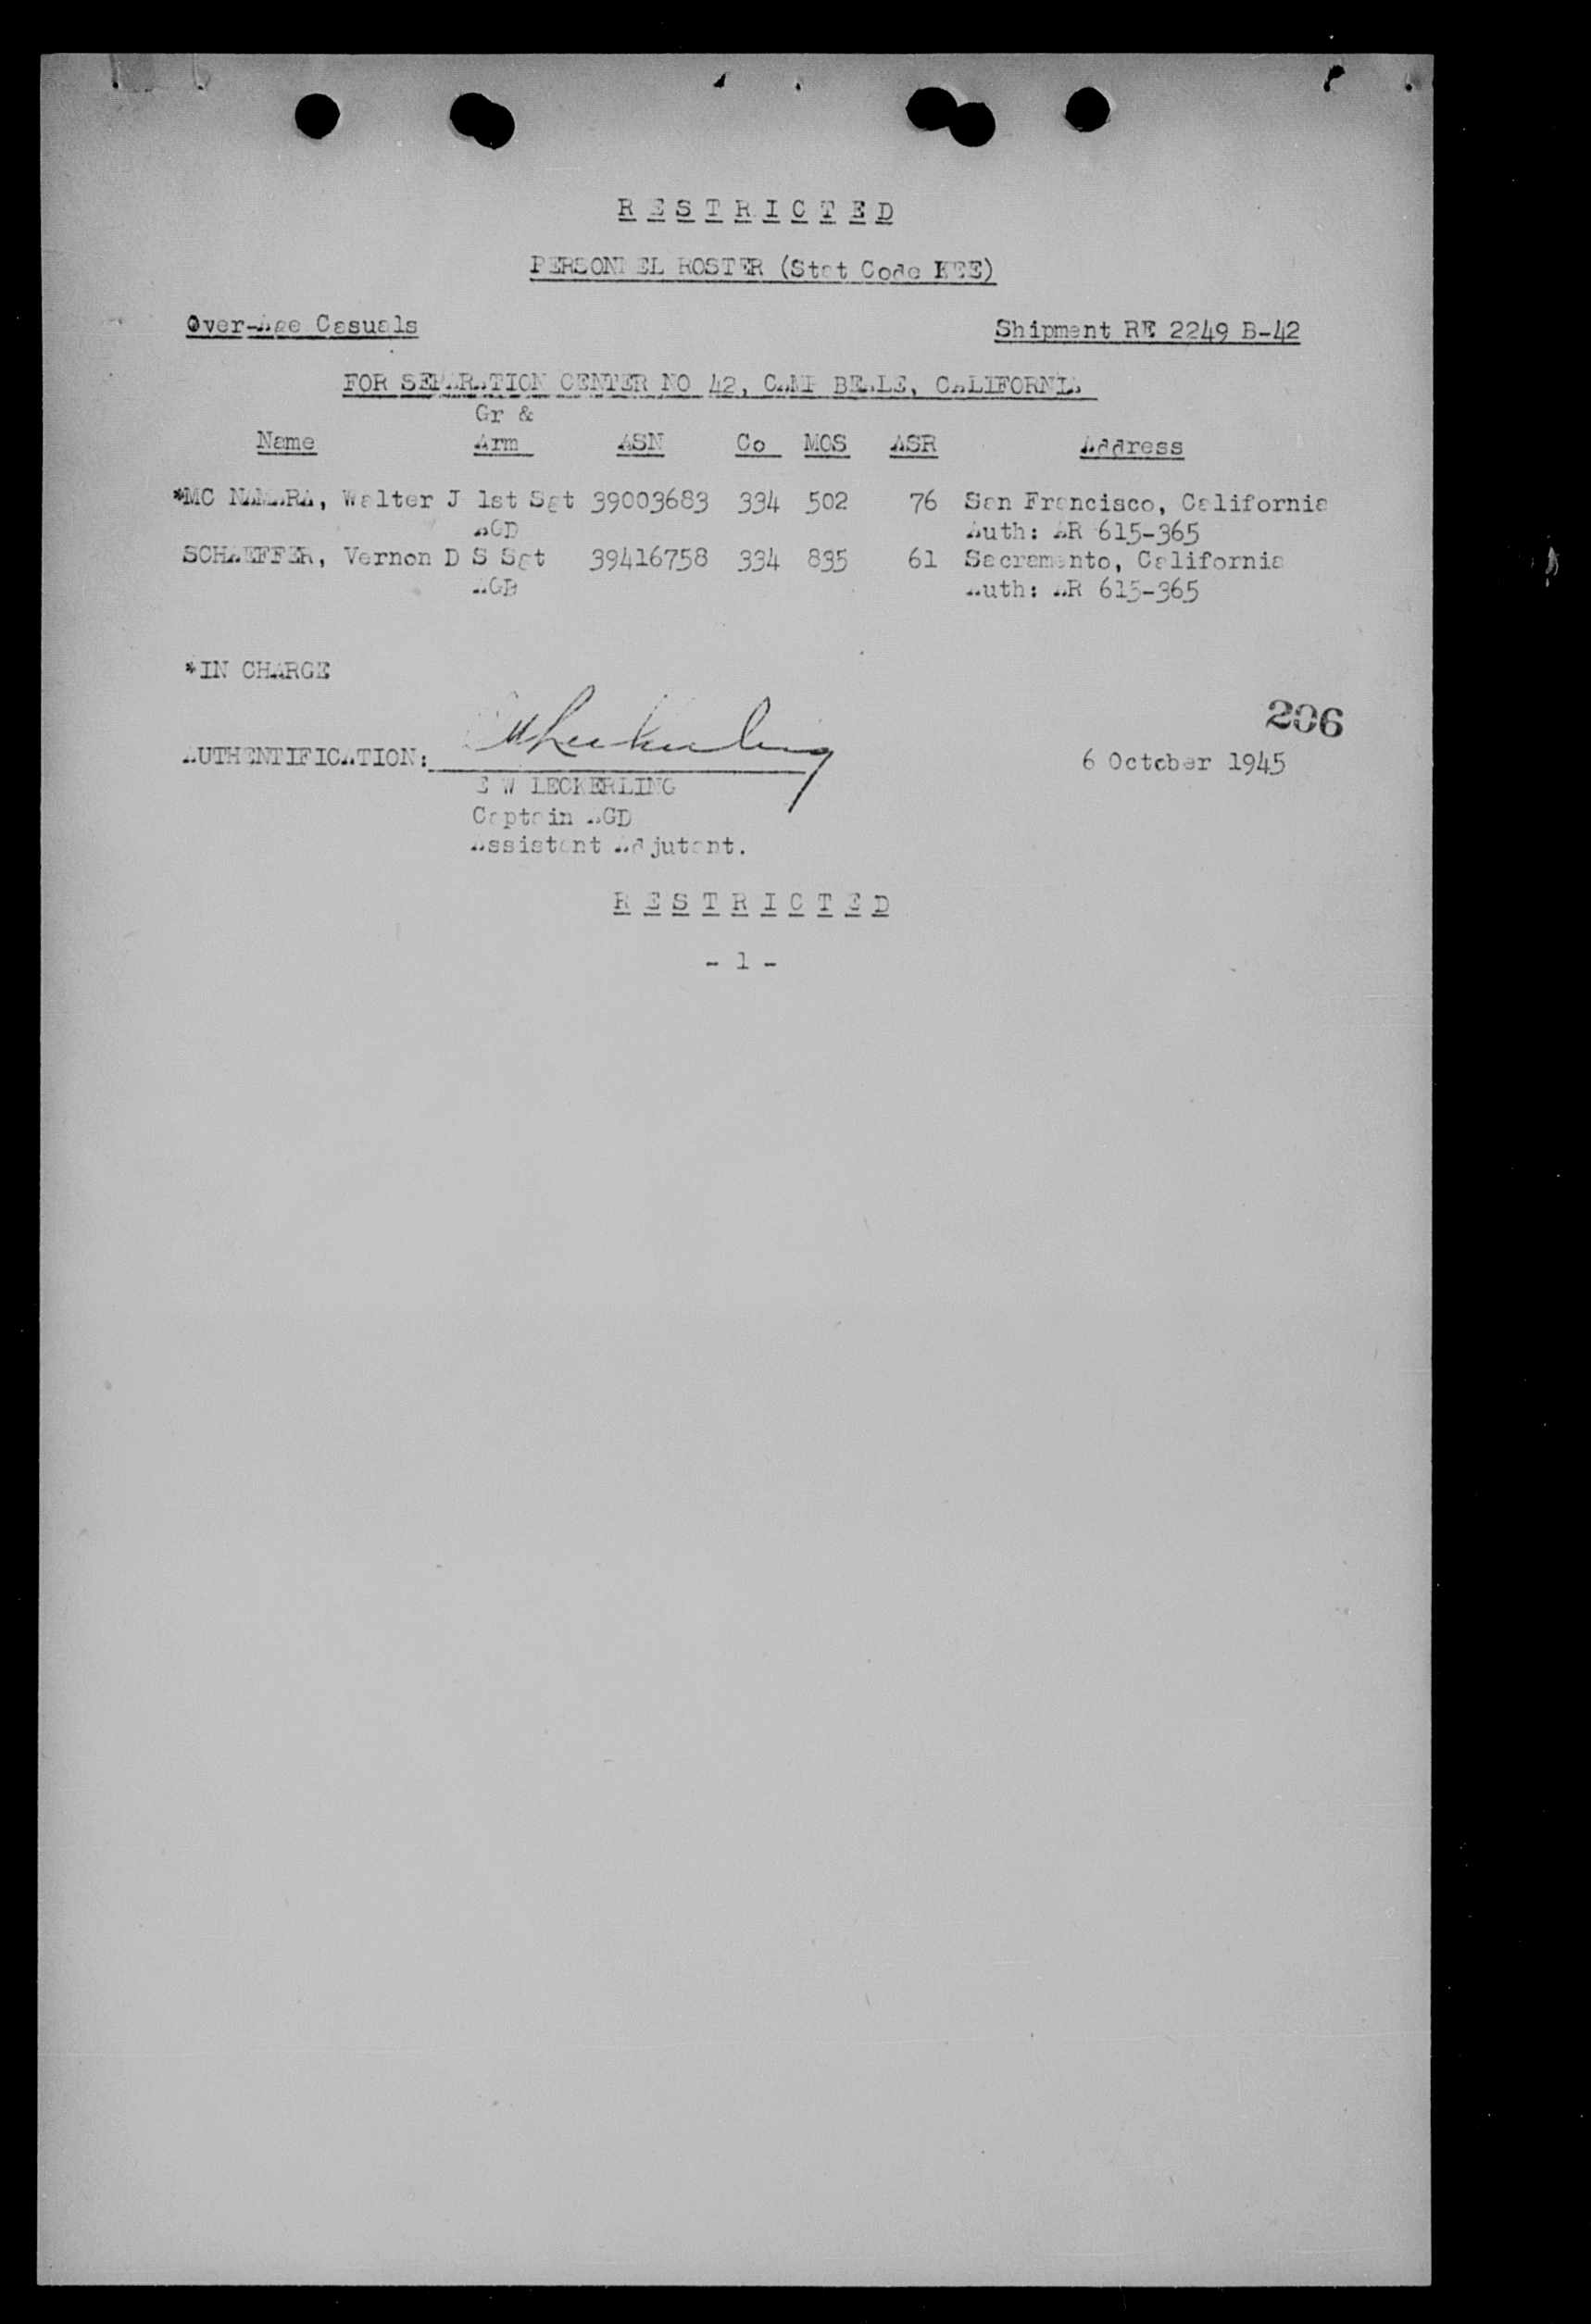 R E S T R I C T E D
PERSONNEL ROSTER (Stat Code KEE)
Over-Age Casuals Shipment RE 2249 B-42
FOR SEPARATION CENTER NO 42, CAMP BEALE, CALIFORNIA
Gr &
Name Arm ASN Co MOS ASR Address
*MC NAMARA, Walter J 1st Sgt 39003683 334 502 76 San Francisco, California
AGD Auth: AR 615-365
SCHAEFFER, Vernon D S Sgt 39416758 334 835 61 Sacramento, California
AGD Auth: AR 615-365
*IN CHARGE
206
AUTHENTIFICATION: 6 October 1945
E W LECKERLING
Captain AGD
Assistant Adjutant.
R E S T R I C T E D
- 1 -